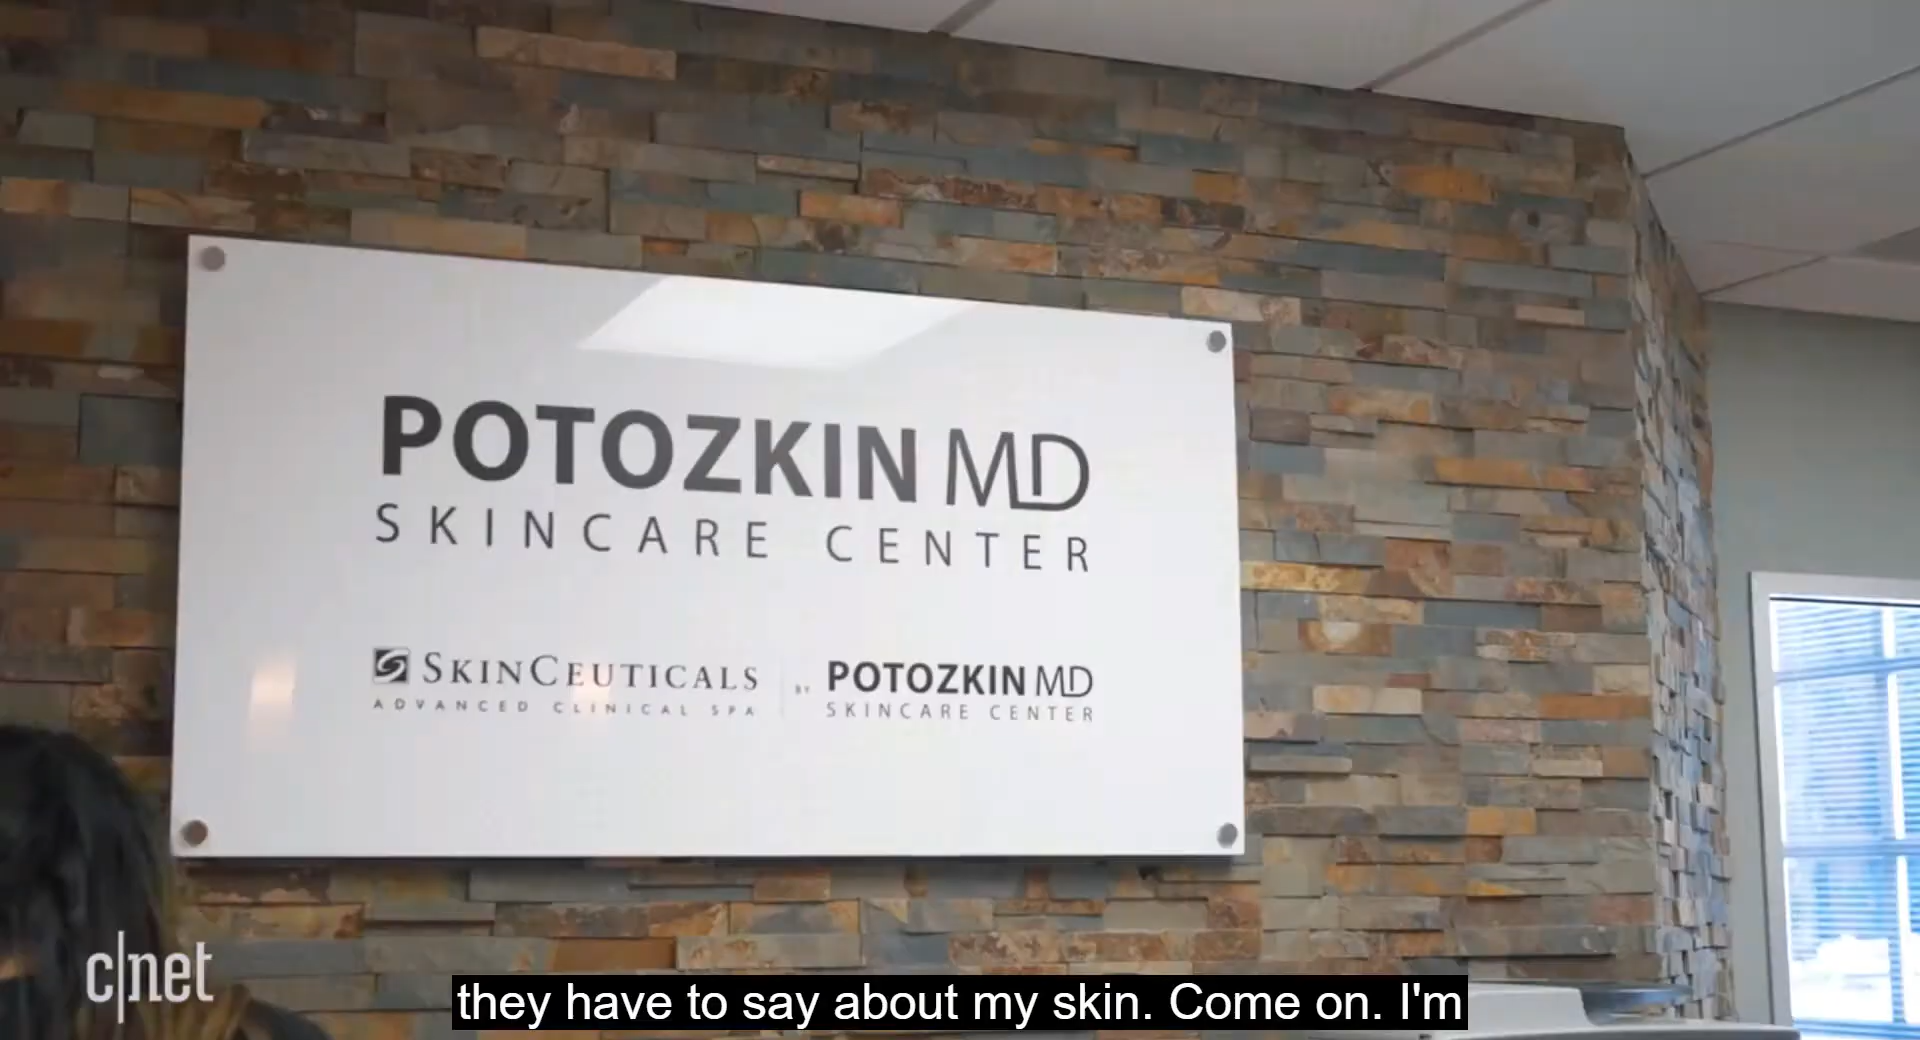 POTOZKIN MD
SKINCARE CENTER
SKINCEUTICALS
ADVANCED CLINICAL SPA
BY
POTOZKIN MD
SKINCARE CENTER
c|net
they have to say about my skin. Come on. I'm